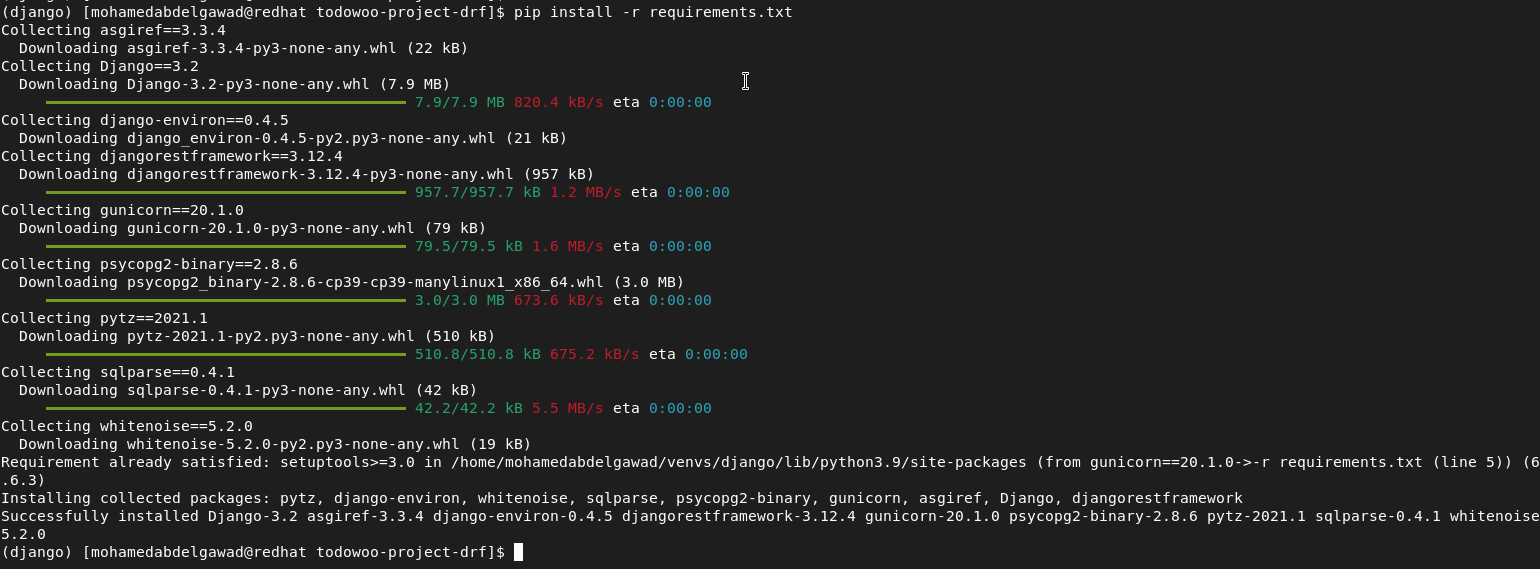 (django) [mohamedabdelgawad@redhat todowoo-project-drf]$ pip install -r requirements.txt
Collecting asgiref==3.3.4
  Downloading asgiref-3.3.4-py3-none-any.whl (22 kB)
Collecting Django==3.2
  Downloading Django-3.2-py3-none-any.whl (7.9 MB)
7.9/7.9 MB 820.4 kB/s eta 0:00:00
Collecting django-environ==0.4.5
  Downloading django_environ-0.4.5-py2.py3-none-any.whl (21 kB)
Collecting djangorestframework==3.12.4
  Downloading djangorestframework-3.12.4-py3-none-any.whl (957 kB)
957.7/957.7 kB 1.2 MB/s eta 0:00:00
Collecting gunicorn==20.1.0
  Downloading gunicorn-20.1.0-py3-none-any.whl (79 kB)
79.5/79.5 kB 1.6 MB/s eta 0:00:00
Collecting psycopg2-binary==2.8.6
  Downloading psycopg2_binary-2.8.6-cp39-cp39-manylinux1_x86_64.whl (3.0 MB)
3.0/3.0 MB 673.6 kB/s eta 0:00:00
Collecting pytz==2021.1
  Downloading pytz-2021.1-py2.py3-none-any.whl (510 kB)
510.8/510.8 kB 675.2 kB/s eta 0:00:00
Collecting sqlparse==0.4.1
  Downloading sqlparse-0.4.1-py3-none-any.whl (42 kB)
42.2/42.2 kB 5.5 MB/s eta 0:00:00
Collecting whitenoise==5.2.0
  Downloading whitenoise-5.2.0-py2.py3-none-any.whl (19 kB)
Requirement already satisfied: setuptools>=3.0 in /home/mohamedabdelgawad/venvs/django/lib/python3.9/site-packages (from gunicorn==20.1.0->-r requirements.txt (line 5)) (6
.6.3)
Installing collected packages: pytz, django-environ, whitenoise, sqlparse, psycopg2-binary, gunicorn, asgiref, Django, djangorestframework
Successfully installed Django-3.2 asgiref-3.3.4 django-environ-0.4.5 djangorestframework-3.12.4 gunicorn-20.1.0 psycopg2-binary-2.8.6 pytz-2021.1 sqlparse-0.4.1 whitenoise
5.2.0
(django) [mohamedabdelgawad@redhat todowoo-project-drf]$